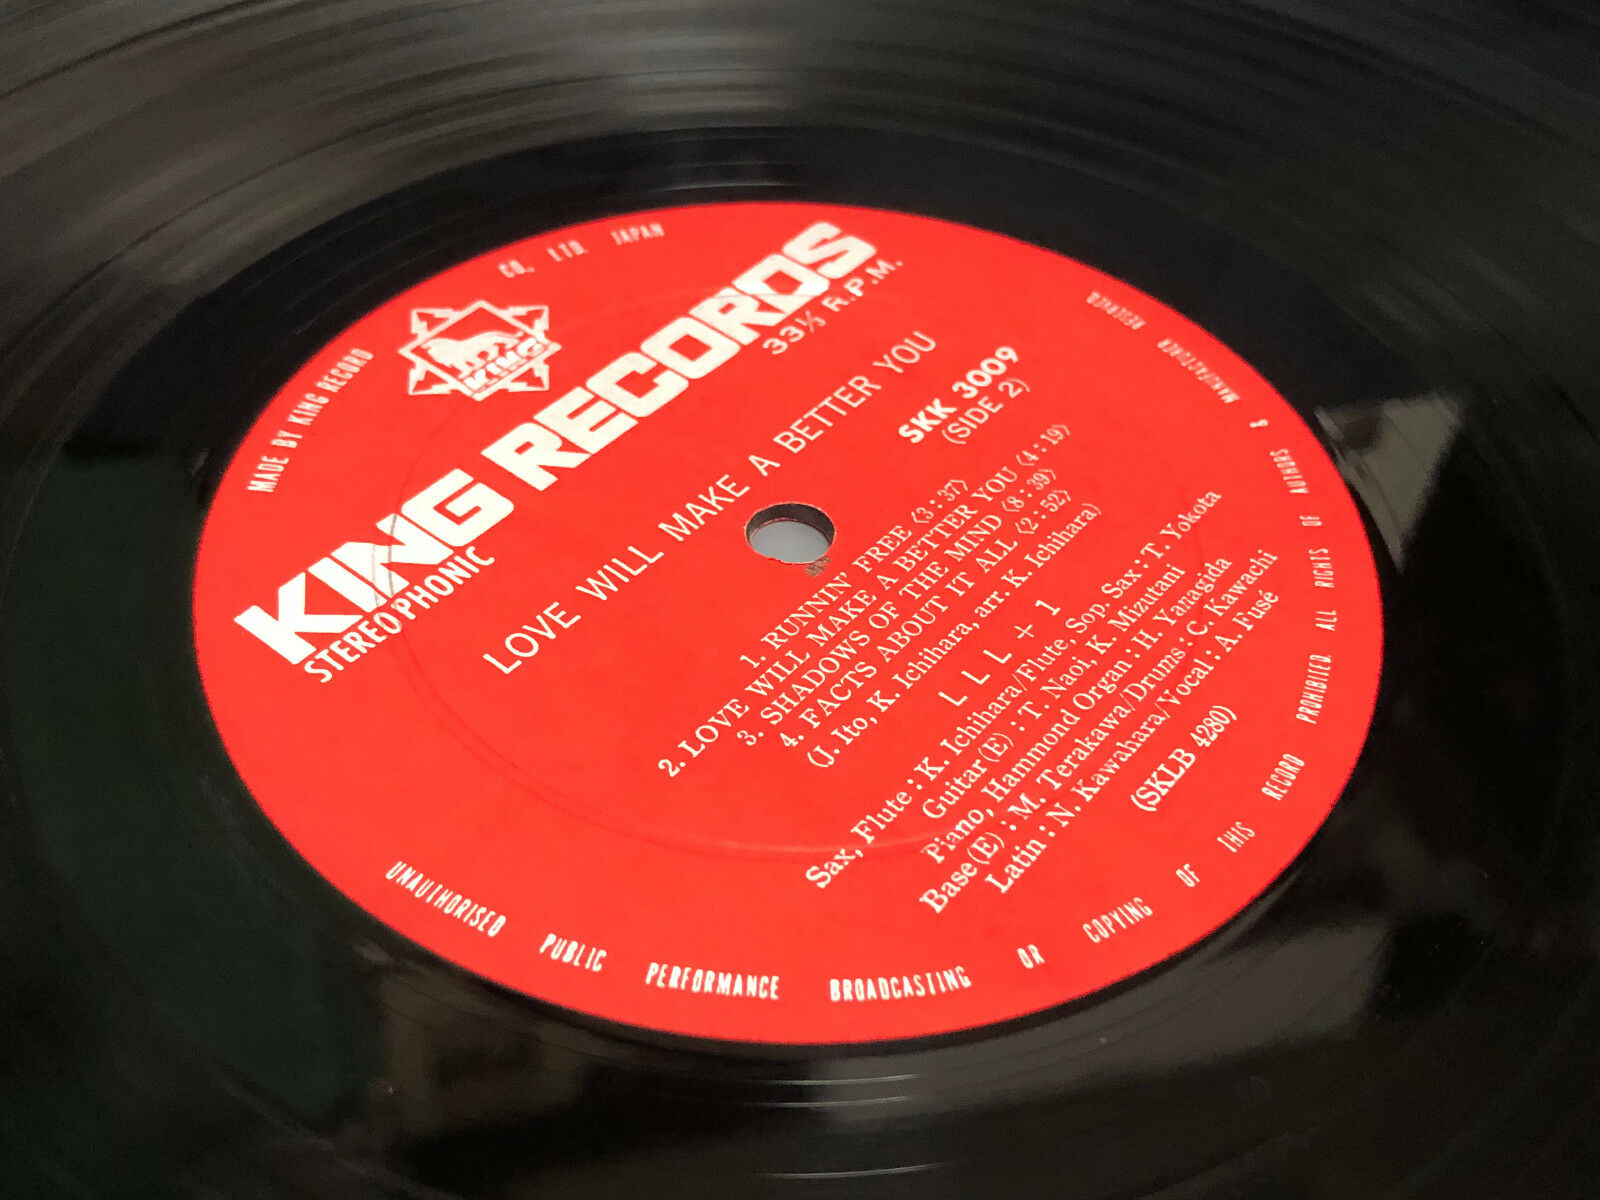 MADE BY KING RECORD CO., LTD. JAPAN
KING
KING RECORDS
STEREOPHONIC
33⅓ R.P.M.
LOVE WILL MAKE A BETTER YOU
SKK 3009
(SIDE 2)
1. RUNNIN' FREE (3:37)
2. LOVE WILL MAKE A BETTER YOU (4:19)
3. SHADOWS OF THE MIND (8:39)
4. FACTS ABOUT IT ALL (2:52)
(J. Ito, K. Ichihara, arr. K. Ichihara)
L L L + 1
Sax, Flute : K. Ichihara/Flute, Sop. Sax : T. Yokota
Guitar(E) : T. Naoi, K. Mizutani
Piano, Hammond Organ : H. Yanagida
Base(E) : M. Terakawa/Drums : C. Kawachi
Latin : N. Kawahara/Vocal : A. Fusé
(SKLB 4280)
UNAUTHORISED PUBLIC PERFORMANCE BROADCASTING OR COPYING OF THIS RECORD PROHIBITED. ALL RIGHTS OF AUTHORS & MANUFACTURER RESERVED